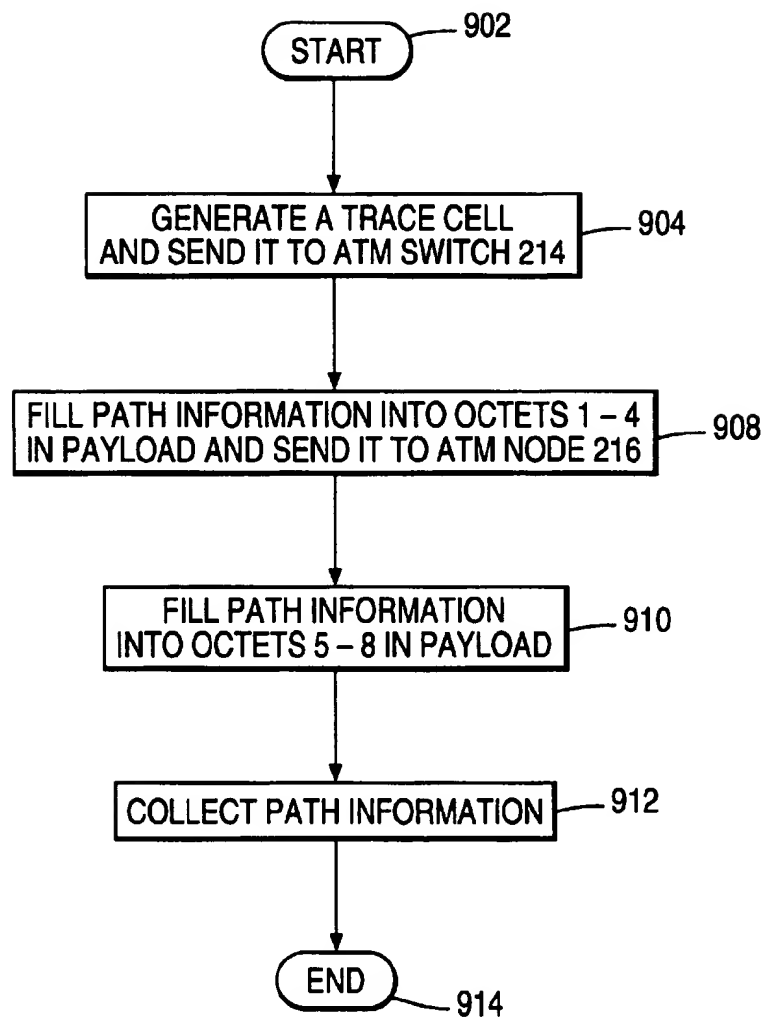 START
902
GENERATE A TRACE CELL
AND SEND IT TO ATM SWITCH 214
904
FILL PATH INFORMATION INTO OCTETS 1 – 4
IN PAYLOAD AND SEND IT TO ATM NODE 216
908
FILL PATH INFORMATION
INTO OCTETS 5 – 8 IN PAYLOAD
910
COLLECT PATH INFORMATION
912
END
914